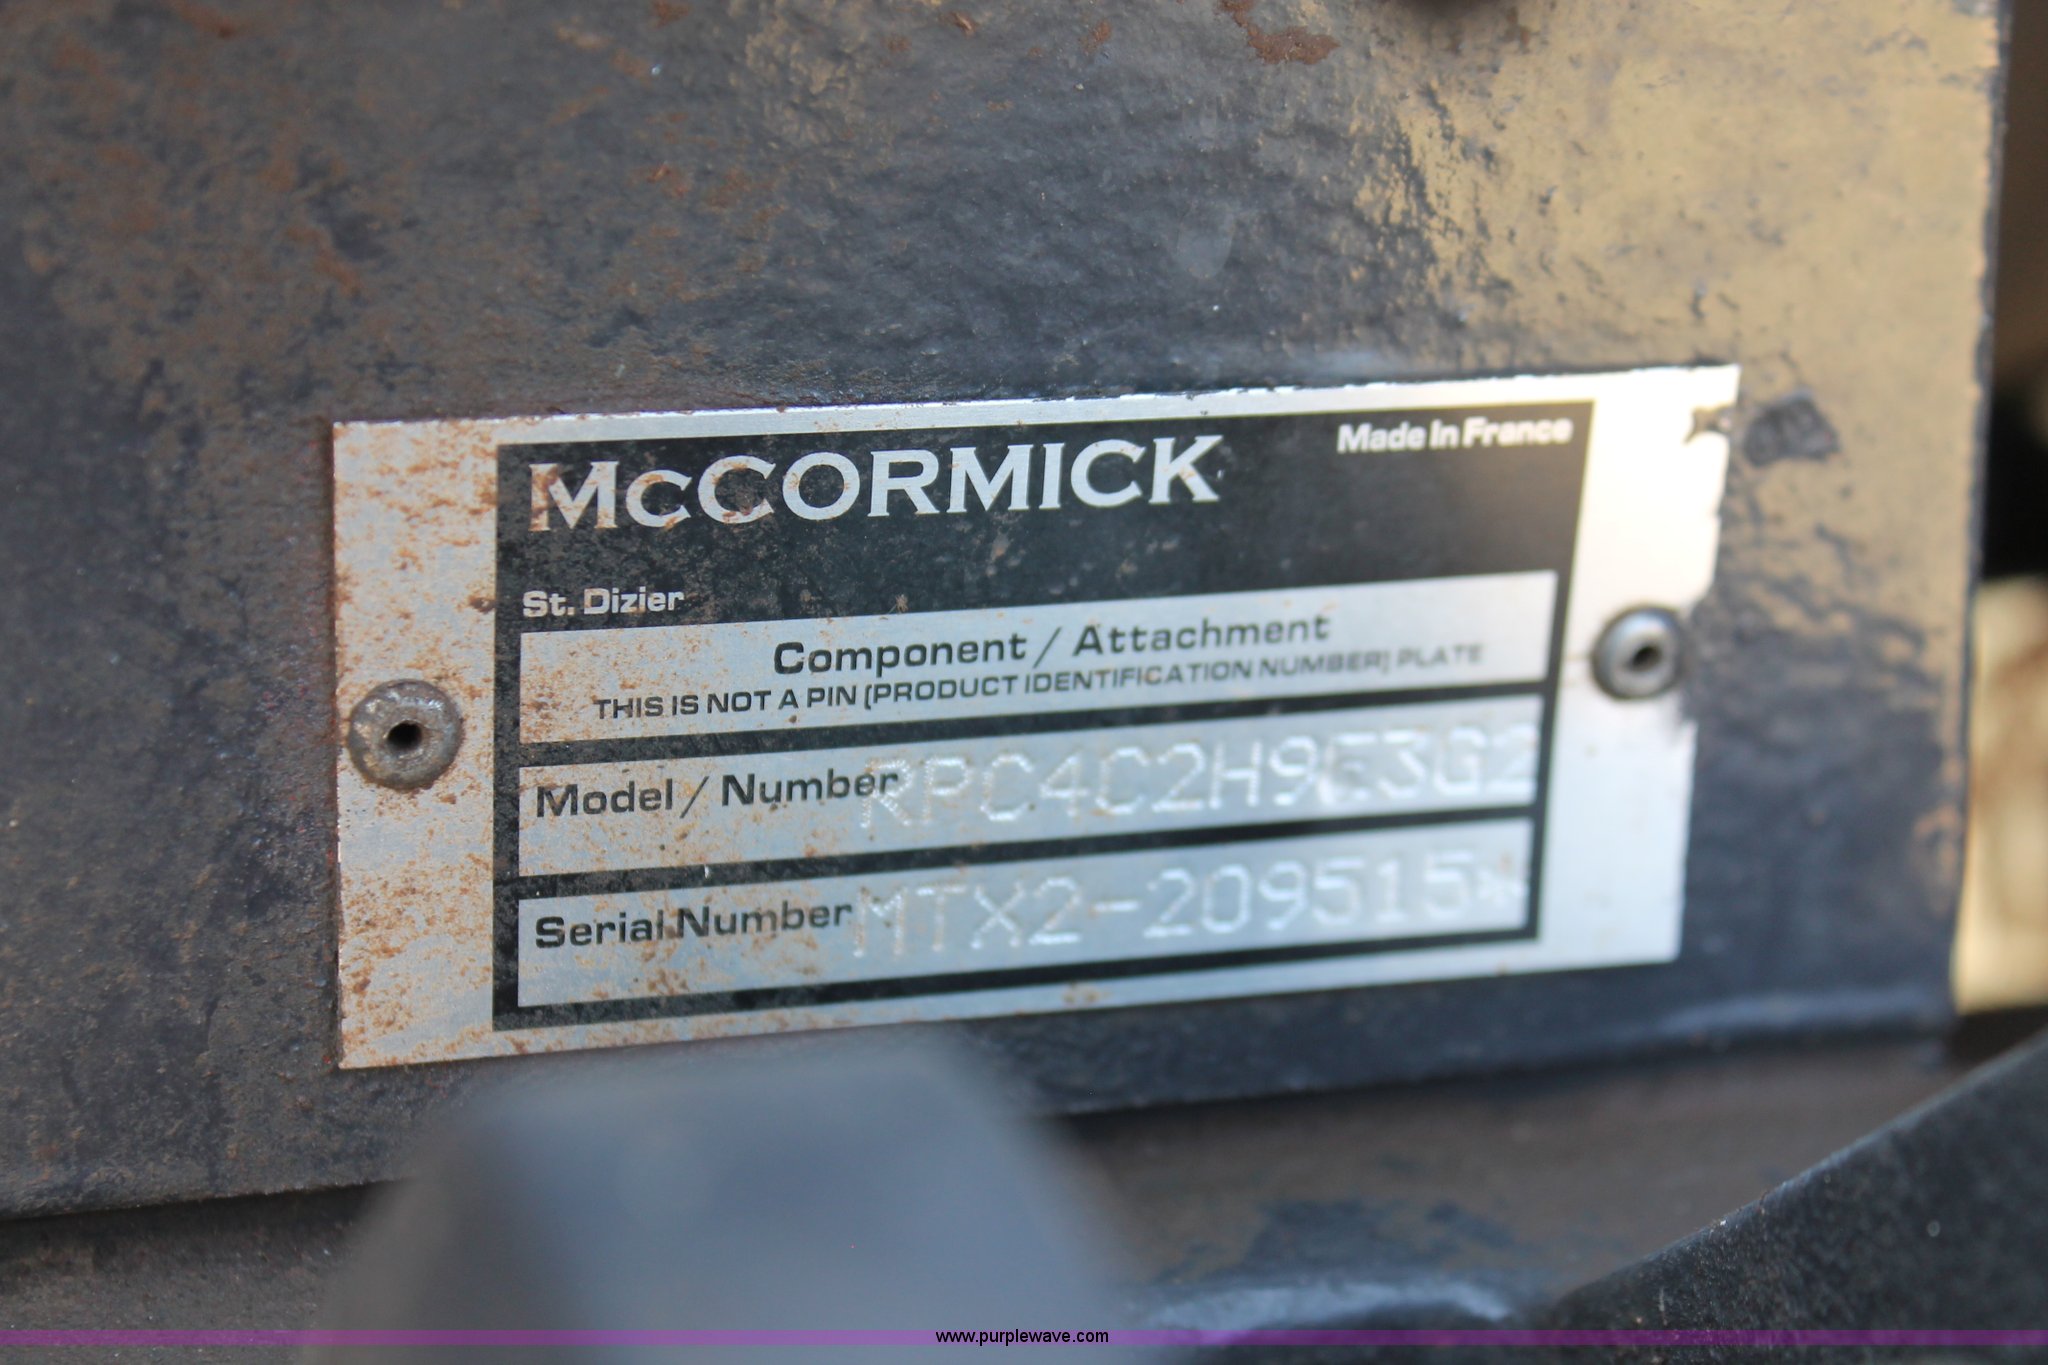 McCORMICK
Made in France
St. Dizier
Component / Attachment
THIS IS NOT A PIN (PRODUCT IDENTIFICATION NUMBER) PLATE
Model / Number RPC4C2H9E3G2
Serial Number MTX2-209515*
www.purplewave.com